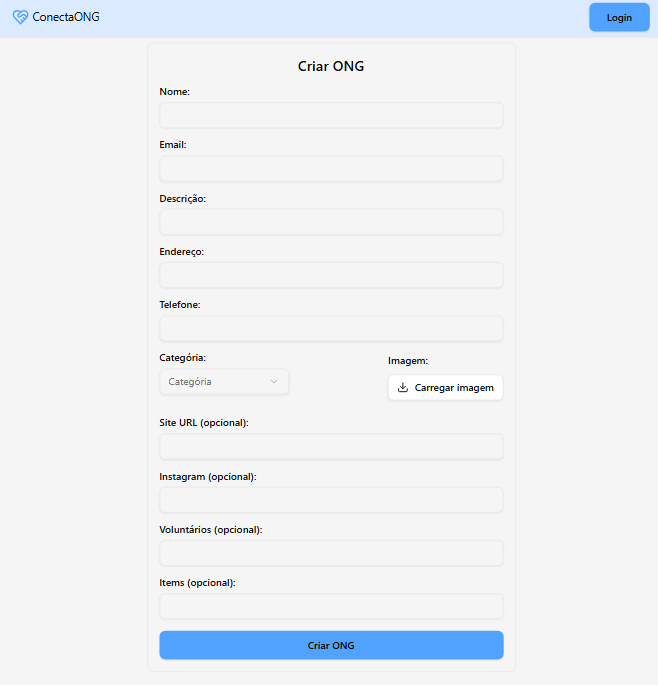 ConectaONG
Login
Criar ONG
Nome:
Email:
Descrição:
Endereço:
Telefone:
Categória:
Imagem:
Categória
Carregar imagem
Site URL (opcional):
Instagram (opcional):
Voluntários (opcional):
Items (opcional):
Criar ONG